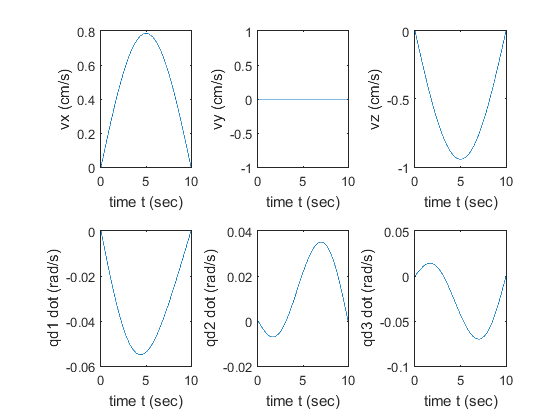 vx (cm/s)
0.8
0.6
0.4
0.2
0
0 5 10
time t (sec)
vy (cm/s)
1
0.5
0
-0.5
-1
0 5 10
time t (sec)
vz (cm/s)
0
-0.5
-1
0 5 10
time t (sec)
qd1 dot (rad/s)
0
-0.02
-0.04
-0.06
0 5 10
time t (sec)
qd2 dot (rad/s)
0.04
0.02
0
-0.02
0 5 10
time t (sec)
qd3 dot (rad/s)
0.05
0
-0.05
-0.1
0 5 10
time t (sec)